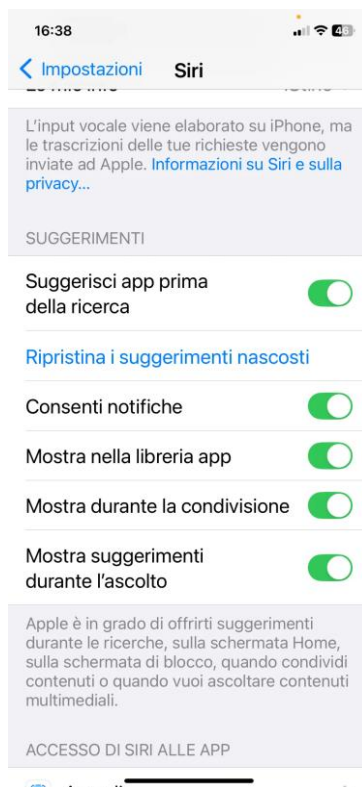 16:38
46
Impostazioni
Siri
L'input vocale viene elaborato su iPhone, ma
le trascrizioni delle tue richieste vengono
inviate ad Apple. Informazioni su Siri e sulla
privacy...
SUGGERIMENTI
Suggerisci app prima
della ricerca
Ripristina i suggerimenti nascosti
Consenti notifiche
Mostra nella libreria app
Mostra durante la condivisione
Mostra suggerimenti
durante l'ascolto
Apple è in grado di offrirti suggerimenti
durante le ricerche, sulla schermata Home,
sulla schermata di blocco, quando condividi
contenuti o quando vuoi ascoltare contenuti
multimediali.
ACCESSO DI SIRI ALLE APP